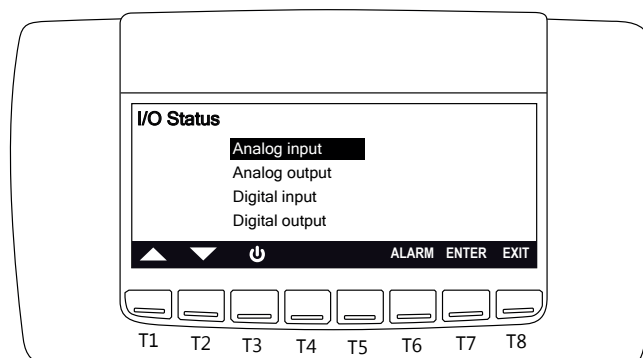 I/O Status
Analog input
Analog output
Digital input
Digital output
ALARM ENTER EXIT
T1 T2 T3 T4 T5 T6 T7 T8